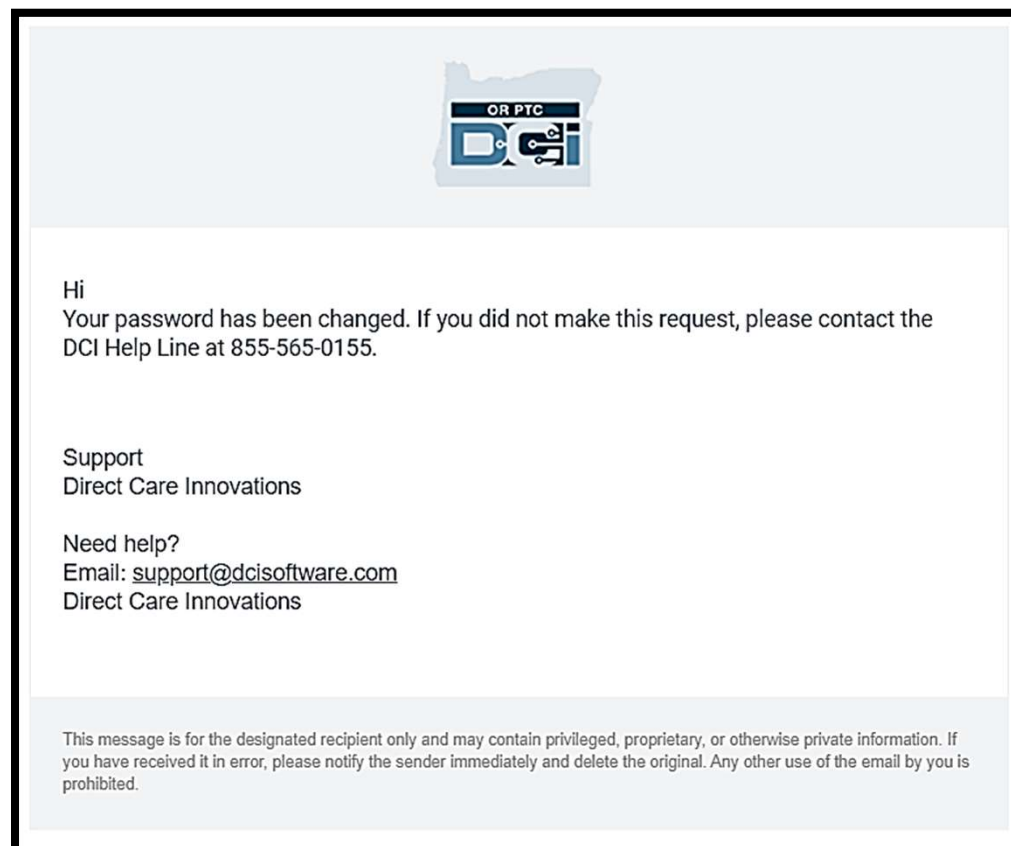 OR PTC
DCi
Hi
Your password has been changed. If you did not make this request, please contact the
DCI Help Line at 855-565-0155.
Support
Direct Care Innovations
Need help?
Email: support@dcisoftware.com
Direct Care Innovations
This message is for the designated recipient only and may contain privileged, proprietary, or otherwise private information. If
you have received it in error, please notify the sender immediately and delete the original. Any other use of the email by you is
prohibited.